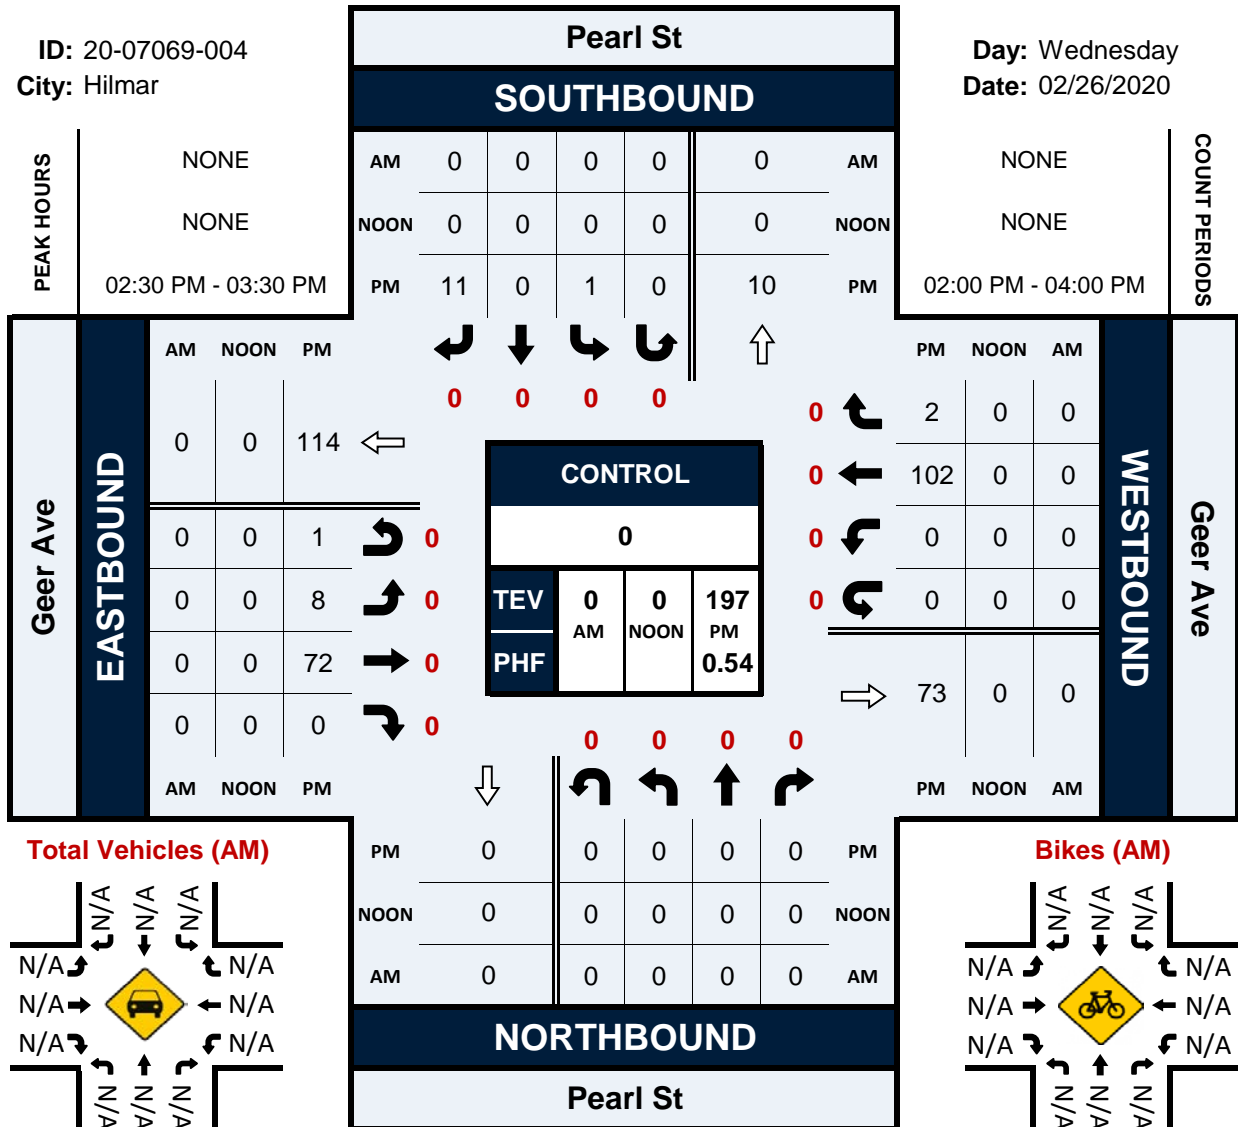 ID: 20-07069-004
City: Hilmar
Pearl St
SOUTHBOUND
Day: Wednesday
Date: 02/26/2020
PEAK HOURS
NONE
NONE
02:30 PM - 03:30 PM
AM 0 0 0 0 0 AM
NOON 0 0 0 0 0 NOON
PM 11 0 1 0 10 PM
NONE
NONE
02:00 PM - 04:00 PM
COUNT PERIODS
0 0 0 0
Geer Ave
EASTBOUND
AM NOON PM
0 0 114
0 0 1 0
0 0 8 0
0 0 72 0
0 0 0 0
AM NOON PM
CONTROL
0
TEV 0 0 197
AM NOON PM
PHF 0.54
PM NOON AM
0 2 0 0
0 102 0 0
0 0 0 0
0 0 0 0
73 0 0
PM NOON AM
WESTBOUND
Geer Ave
0 0 0 0
PM 0 0 0 0 0 PM
NOON 0 0 0 0 0 NOON
AM 0 0 0 0 0 AM
NORTHBOUND
Pearl St
Total Vehicles (AM)
N/A N/A N/A
N/A N/A
N/A N/A
N/A N/A
N/A N/A N/A
Bikes (AM)
N/A N/A N/A
N/A N/A
N/A N/A
N/A N/A
N/A N/A N/A